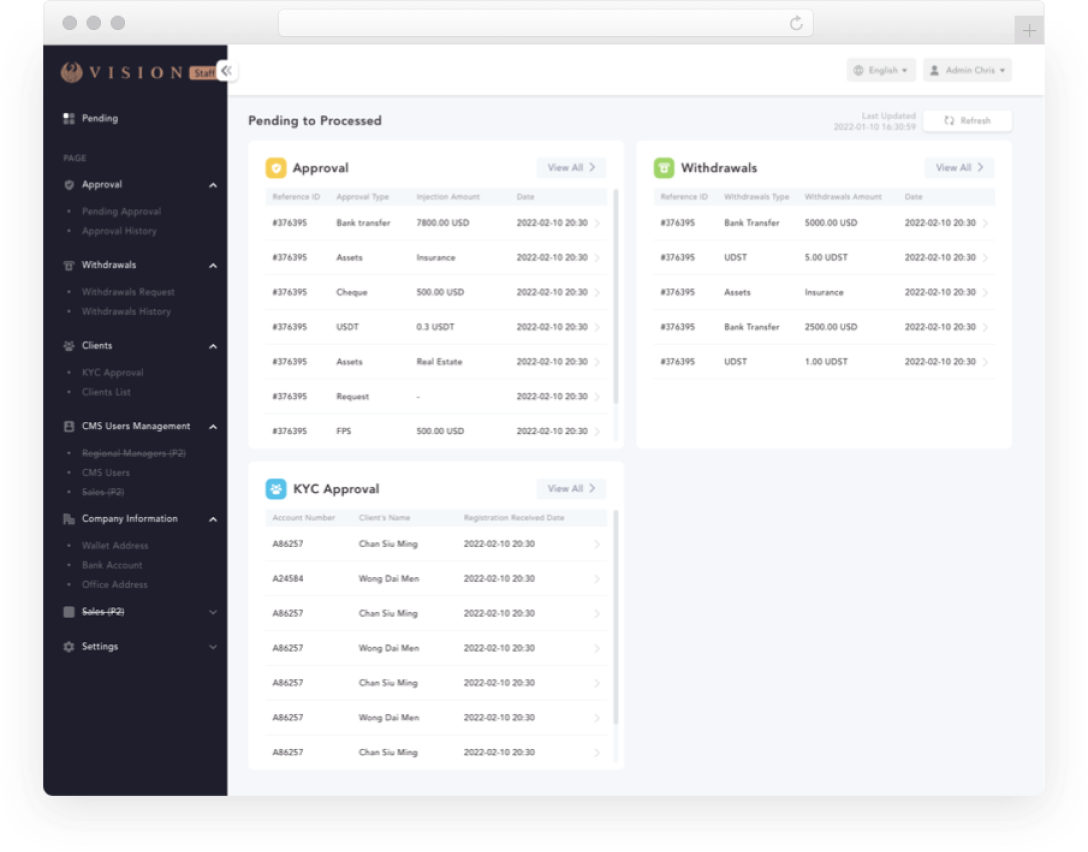 VISION Staff
English
Admin Chris
Pending
PAGE
Approval
Pending Approval
Approval History
Withdrawals
Withdrawals Request
Withdrawals History
Clients
KYC Approval
Clients List
CMS Users Management
Regional Managers (P2)
CMS Users
Sales (P2)
Company Information
Wallet Address
Bank Account
Office Address
Sales (P2)
Settings
Pending to Processed
Last Updated
2022-01-10 16:30:59
Refresh
Approval
View All
Reference ID Approval Type Injection Amount Date
#376395 Bank transfer 7800.00 USD 2022-02-10 20:30
#376395 Assets Insurance 2022-02-10 20:30
#376395 Cheque 500.00 USD 2022-02-10 20:30
#376395 USDT 0.3 USDT 2022-02-10 20:30
#376395 Assets Real Estate 2022-02-10 20:30
#376395 Request - 2022-02-10 20:30
#376395 FPS 500.00 USD 2022-02-10 20:30
Withdrawals
View All
Reference ID Withdrawals Type Withdrawals Amount Date
#376395 Bank Transfer 5000.00 USD 2022-02-10 20:30
#376395 UDST 5.00 UDST 2022-02-10 20:30
#376395 Assets Insurance 2022-02-10 20:30
#376395 Bank Transfer 2500.00 USD 2022-02-10 20:30
#376395 UDST 1.00 UDST 2022-02-10 20:30
KYC Approval
View All
Account Number Client's Name Registration Received Date
A86257 Chan Siu Ming 2022-02-10 20:30
A24584 Wong Dai Men 2022-02-10 20:30
A86257 Chan Siu Ming 2022-02-10 20:30
A86257 Wong Dai Men 2022-02-10 20:30
A86257 Chan Siu Ming 2022-02-10 20:30
A86257 Wong Dai Men 2022-02-10 20:30
A86257 Chan Siu Ming 2022-02-10 20:30